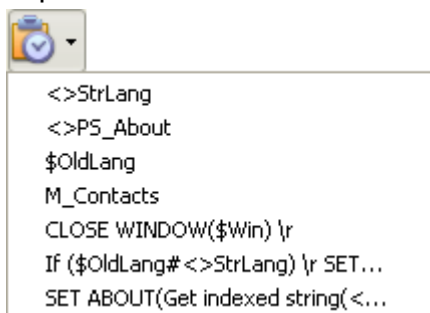 <>StrLang
<>PS_About
$OldLang
M_Contacts
CLOSE WINDOW($Win) \r
If ($OldLang#<>StrLang) \r SET...
SET ABOUT(Get indexed string(<...